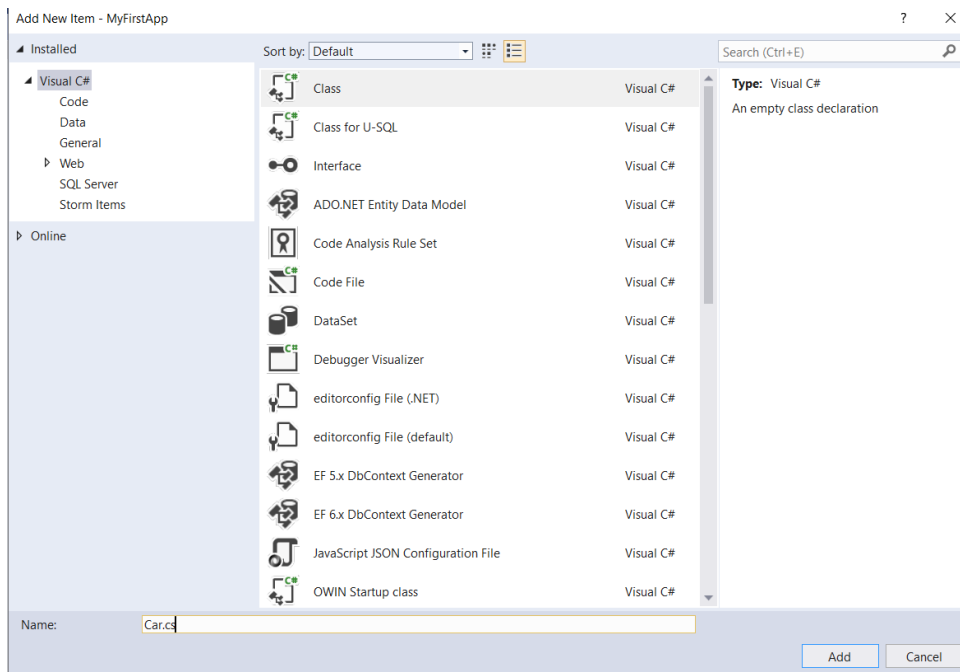 Add New Item - MyFirstApp
?
Installed
Sort by: Default
Search (Ctrl+E)
Visual C#
Code
Data
General
Web
SQL Server
Storm Items
Online
C# Class Visual C#
C# Class for U-SQL Visual C#
Interface Visual C#
ADO.NET Entity Data Model Visual C#
Code Analysis Rule Set Visual C#
C# Code File Visual C#
DataSet Visual C#
C# Debugger Visualizer Visual C#
editorconfig File (.NET) Visual C#
editorconfig File (default) Visual C#
EF 5.x DbContext Generator Visual C#
EF 6.x DbContext Generator Visual C#
JavaScript JSON Configuration File Visual C#
C# OWIN Startup class Visual C#
Type: Visual C#
An empty class declaration
Name: Car.cs
Add Cancel